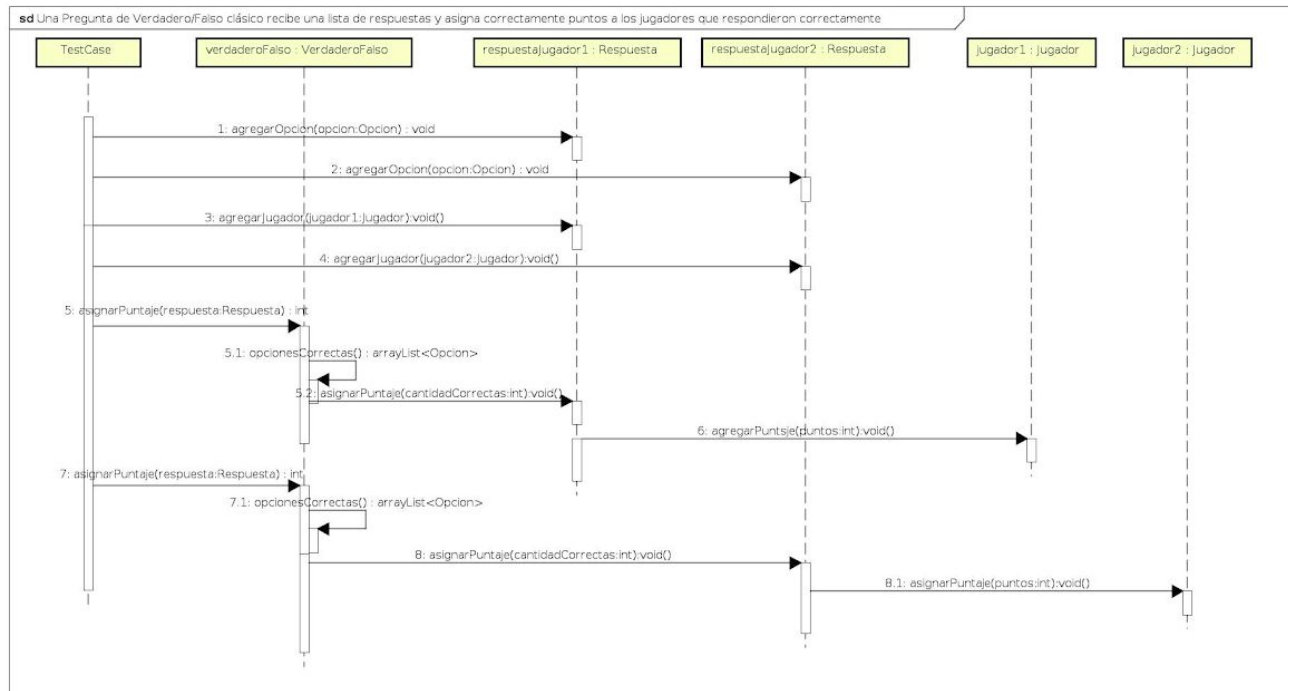 sd Una Pregunta de Verdadero/Falso clásico recibe una lista de respuestas y asigna correctamente puntos a los jugadores que respondieron correctamente
TestCase
verdaderoFalso : VerdaderoFalso
respuestaJugador1 : Respuesta
respuestaJugador2 : Respuesta
jugador1 : Jugador
jugador2 : Jugador
1: agregarOpcion(opcion:Opcion) : void
2: agregarOpcion(opcion:Opcion) : void
3: agregarJugador(jugador1:Jugador):void()
4: agregarJugador(jugador2:Jugador):void()
5: asignarPuntaje(respuesta:Respuesta) : int
5.1: opcionesCorrectas() : arrayList<Opcion>
5.2: asignarPuntaje(cantidadCorrectas:int):void()
6: agregarPuntsje(puntos:int):void()
7: asignarPuntaje(respuesta:Respuesta) : int
7.1: opcionesCorrectas() : arrayList<Opcion>
8: asignarPuntaje(cantidadCorrectas:int):void()
8.1: asignarPuntaje(puntos:int):void()